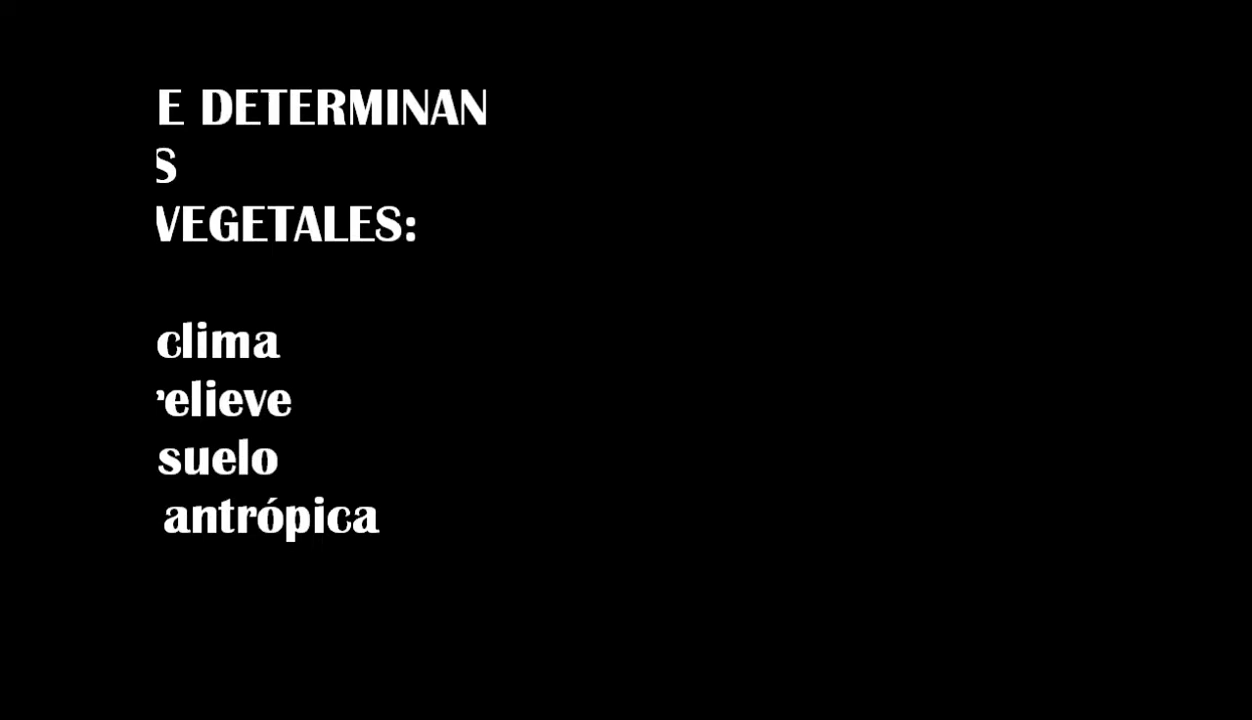 E DETERMINAN
S
VEGETALES:
clima
relieve
suelo
antrópica